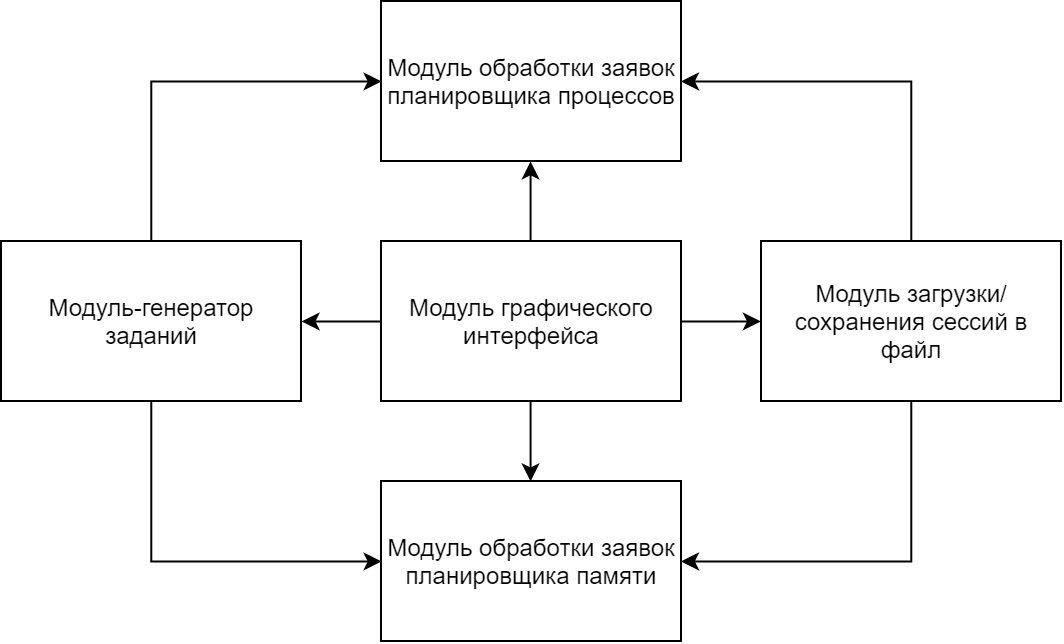 Модуль обработки заявок
планировщика процессов
Модуль-генератор
заданий
Модуль графического
интерфейса
Модуль загрузки/
сохранения сессий в
файл
Модуль обработки заявок
планировщика памяти